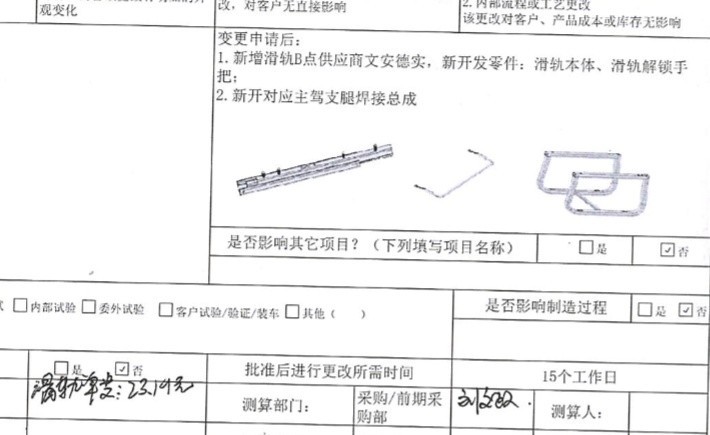 观变化
改，对客户无直接影响
2. 内部流程或工艺更改
该更改对客户、产品成本或库存无影响
变更申请后：
1. 新增滑轨B点供应商文安德实，新开发零件：滑轨本体、滑轨解锁手
把；
2. 新开对应主驾支腿焊接总成
是否影响其它项目？（下列填写项目名称） □是 ☑否
□内部试验 □委外试验 □客户试验/验证/装车 □其他（ ）
是否影响制造过程 □是 ☑否
□是 ☑否
批准后进行更改所需时间 15个工作日
滑轨单卖：23.19元
测算部门： 采购/前期采
购部
测算人：